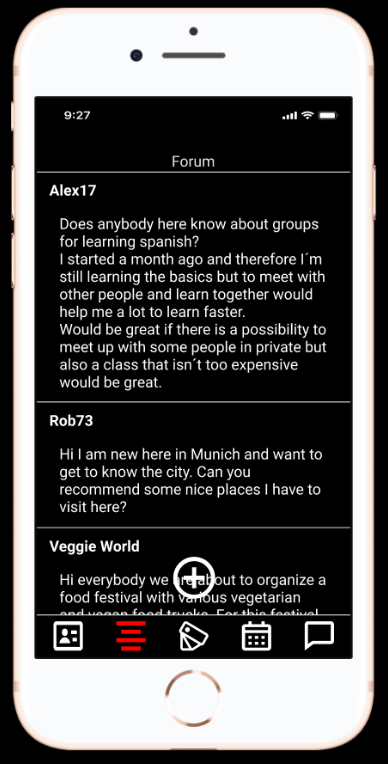 9:27
Forum
Alex17
Does anybody here know about groups
for learning spanish?
I started a month ago and therefore I´m
still learning the basics but to meet with
other people and learn together would
help me a lot to learn faster.
Would be great if there is a possibility to
meet up with some people in private but
also a class that isn´t too expensive
would be great.
Rob73
Hi I am new here in Munich and want to
get to know the city. Can you
recommend some nice places I have to
visit here?
Veggie World
Hi everybody we are about to organize a
food festival with various vegetarian
and vegan food trucks. For this festival